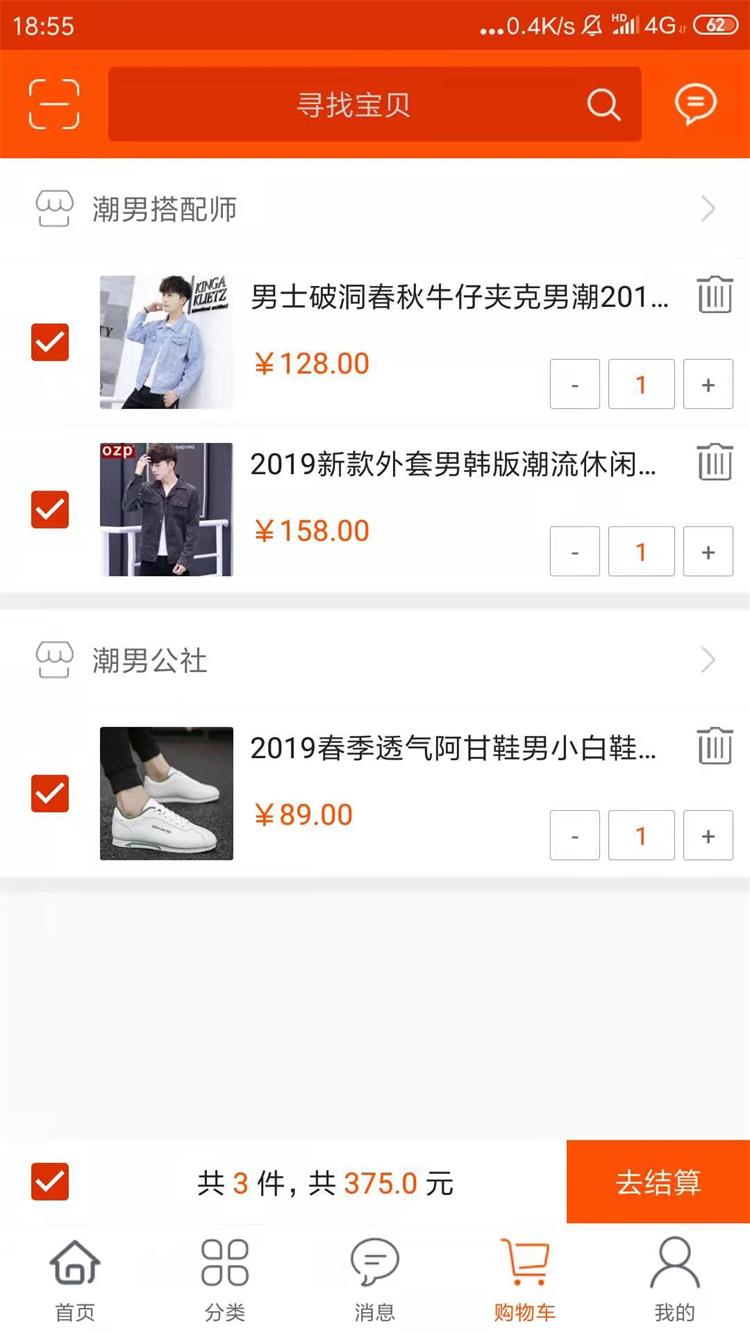 18:55
...0.4K/s HD 4G 62
寻找宝贝
潮男搭配师
KINGA
KLIETZ
男士破洞春秋牛仔夹克男潮201...
￥128.00
- 1 +
ozp
2019新款外套男韩版潮流休闲...
￥158.00
- 1 +
潮男公社
2019春季透气阿甘鞋男小白鞋...
￥89.00
- 1 +
共 3 件，共 375.0 元
去结算
首页 分类 消息 购物车 我的